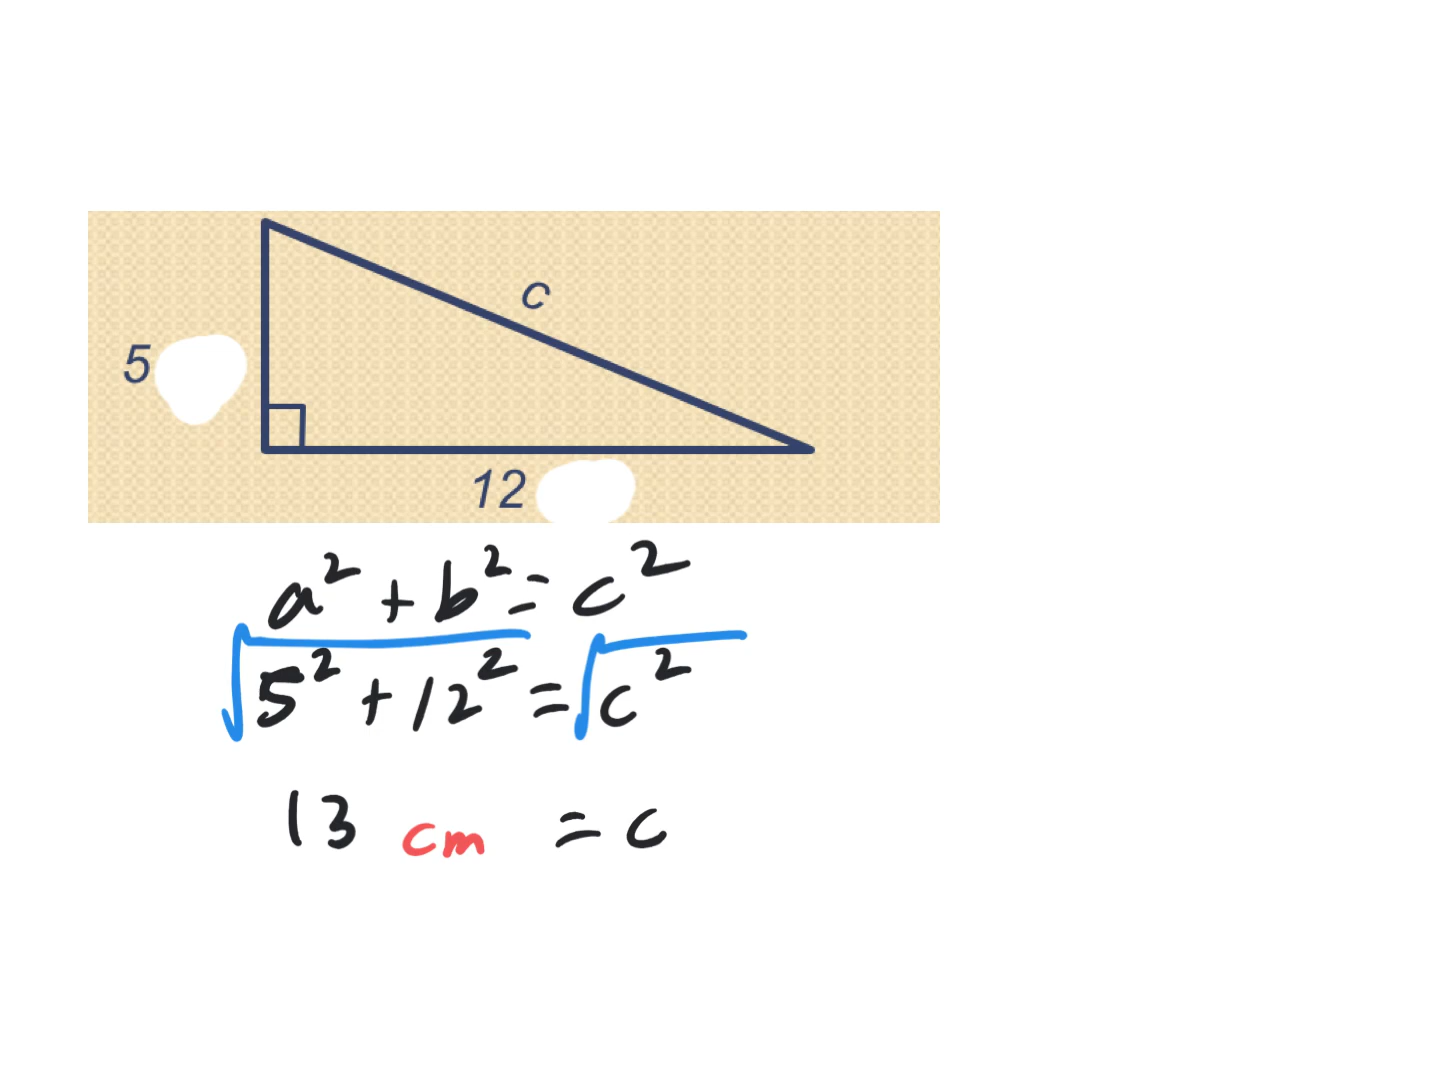 c
5
12
a² + b² = c²
√5² + 12² = √c²
13 cm = c